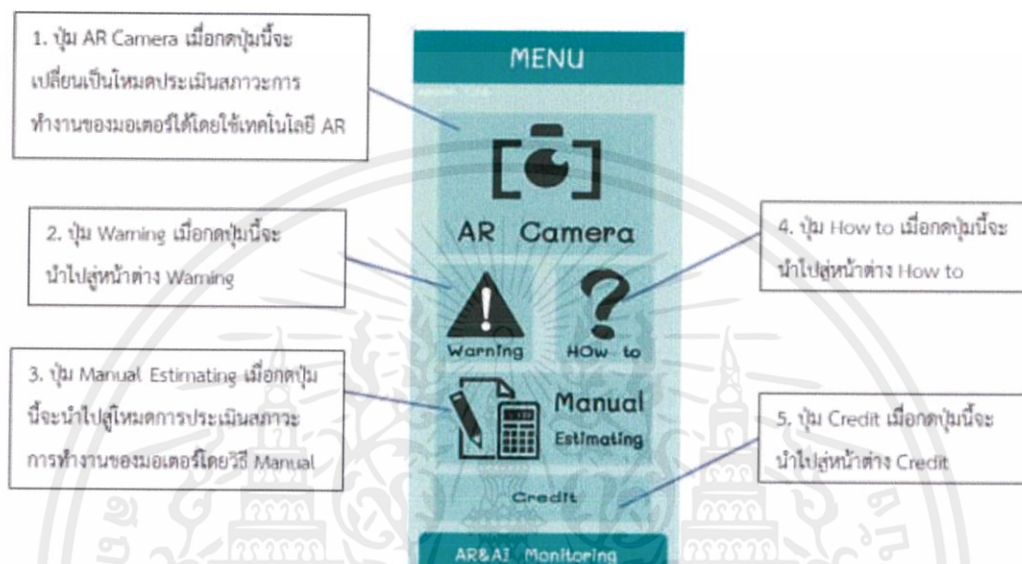 1. ปุ่ม AR Camera เมื่อกดปุ่มนี้จะ
เปลี่ยนเป็นโหมดประเมินสภาวะการ
ทำงานของมอเตอร์ได้โดยใช้เทคโนโลยี AR
2. ปุ่ม Warning เมื่อกดปุ่มนี้จะ
นำไปสู่หน้าต่าง Warning
3. ปุ่ม Manual Estimating เมื่อกดปุ่ม
นี้จะนำไปสู่โหมดการประเมินสภาวะ
การทำงานของมอเตอร์โดยวิธี Manual
MENU
AR Camera
Warning
HOw to
Manual
Estimating
Credit
AR&AI Monitoring
4. ปุ่ม How to เมื่อกดปุ่มนี้จะ
นำไปสู่หน้าต่าง How to
5. ปุ่ม Credit เมื่อกดปุ่มนี้จะ
นำไปสู่หน้าต่าง Credit